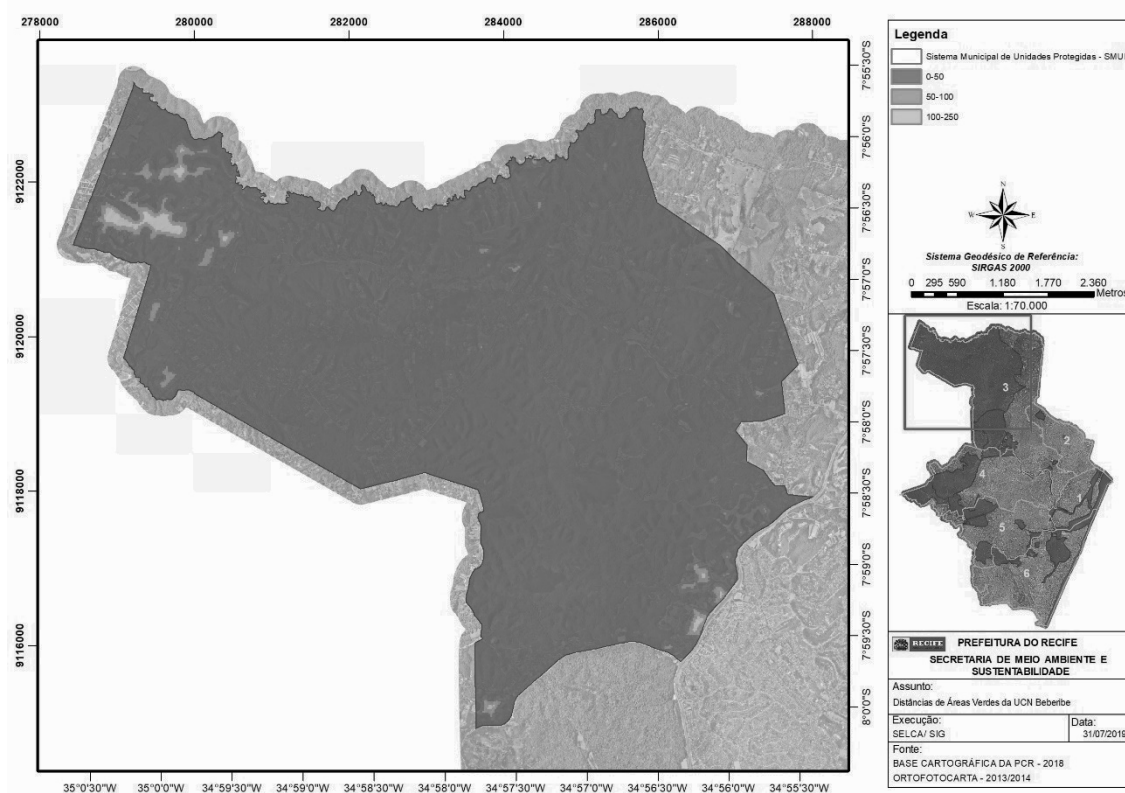 278000 280000 282000 284000 286000 288000
9122000
9120000
9118000
9116000
7°55'30"S
7°56'0"S
7°56'30"S
7°57'0"S
7°57'30"S
7°58'0"S
7°58'30"S
7°59'0"S
7°59'30"S
8°0'0"S
35°0'30"W 35°0'0"W 34°59'30"W 34°59'0"W 34°58'30"W 34°58'0"W 34°57'30"W 34°57'0"W 34°56'30"W 34°56'0"W 34°55'30"W
Legenda
Sistema Municipal de Unidades Protegidas - SMU
0-50
50-100
100-250
N
W E
S
Sistema Geodésico de Referência:
SIRGAS 2000
0 295 590 1.180 1.770 2.360
Metros
Escala: 1:70.000
3
2
4
1
5
6
RECIFE PREFEITURA DO RECIFE
SECRETARIA DE MEIO AMBIENTE E
SUSTENTABILIDADE
Assunto:
Distâncias de Áreas Verdes da UCN Beberibe
Execução: Data:
SELCA/ SIG 31/07/2019
Fonte:
BASE CARTOGRÁFICA DA PCR - 2018
ORTOFOTOCARTA - 2013/2014